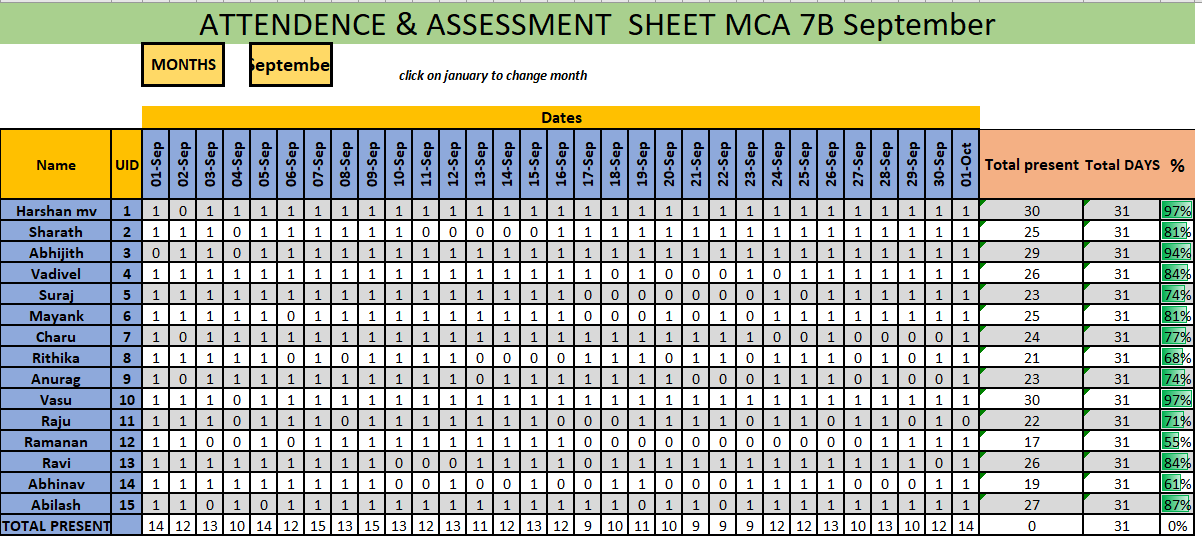 ATTENDENCE & ASSESSMENT SHEET MCA 7B September
MONTHS Septembe
click on january to change month
Dates
Name UID 01-Sep 02-Sep 03-Sep 04-Sep 05-Sep 06-Sep 07-Sep 08-Sep 09-Sep 10-Sep 11-Sep 12-Sep 13-Sep 14-Sep 15-Sep 16-Sep 17-Sep 18-Sep 19-Sep 20-Sep 21-Sep 22-Sep 23-Sep 24-Sep 25-Sep 26-Sep 27-Sep 28-Sep 29-Sep 30-Sep 01-Oct Total present Total DAYS %
Harshan mv 1 1 0 1 1 1 1 1 1 1 1 1 1 1 1 1 1 1 1 1 1 1 1 1 1 1 1 1 1 1 1 1 30 31 97%
Sharath 2 1 1 1 0 1 1 1 1 1 1 0 0 0 0 0 1 1 1 1 1 1 1 1 1 1 1 1 1 1 1 1 25 31 81%
Abhijith 3 0 1 1 0 1 1 1 1 1 1 1 1 1 1 1 1 1 1 1 1 1 1 1 1 1 1 1 1 1 1 1 29 31 94%
Vadivel 4 1 1 1 1 1 1 1 1 1 1 1 1 1 1 1 1 1 0 1 0 0 0 1 0 1 1 1 1 1 1 1 26 31 84%
Suraj 5 1 1 1 1 1 1 1 1 1 1 1 1 1 1 1 1 0 0 0 0 0 0 0 1 0 1 1 1 1 1 1 23 31 74%
Mayank 6 1 1 1 1 1 0 1 1 1 1 1 1 1 1 1 1 0 0 0 1 0 0 1 1 1 1 1 1 1 1 1 25 31 81%
Charu 7 1 0 1 1 1 1 1 1 1 1 1 1 1 1 1 1 1 1 1 1 1 1 1 0 0 1 0 0 0 0 1 24 31 77%
Rithika 8 1 1 1 1 1 0 1 0 1 1 1 1 0 0 0 0 1 1 1 0 1 1 0 1 1 0 0 1 1 1 1 21 31 68%
Anurag 9 1 0 1 1 1 1 1 1 1 1 1 1 0 1 1 1 1 1 1 1 0 0 0 1 1 1 0 1 0 0 1 23 31 74%
Vasu 10 1 1 1 0 1 1 1 1 1 1 1 1 1 1 1 1 1 1 1 1 1 1 1 1 1 1 1 1 1 1 1 30 31 97%
Raju 11 1 1 1 0 1 1 1 0 1 1 1 1 1 1 1 0 0 0 1 1 1 1 0 1 1 0 1 1 0 1 0 22 31 71%
Ramanan 12 1 1 0 0 1 0 1 1 1 1 1 1 1 1 1 1 0 0 0 0 0 0 0 0 0 0 0 1 1 1 1 17 31 55%
Ravi 13 1 1 1 1 1 1 1 1 1 0 0 0 1 1 1 1 0 1 1 1 1 1 1 1 1 1 1 1 1 0 1 26 31 84%
Abhinav 14 1 1 1 1 1 1 1 1 1 0 0 1 0 1 0 1 0 0 1 1 0 0 0 1 1 1 0 0 0 1 1 19 31 61%
Abilash 15 1 1 0 1 0 1 1 1 1 1 1 1 1 1 1 1 1 1 0 1 0 1 1 1 1 1 1 1 1 1 1 27 31 87%
TOTAL PRESENT 14 12 13 10 14 12 15 13 15 13 12 13 11 12 13 12 9 10 11 10 9 9 9 12 12 13 10 13 10 12 14 0 31 0%